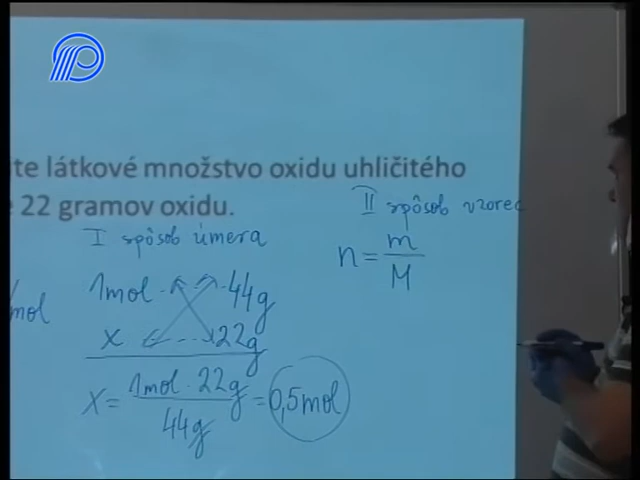 ite látkové množstvo oxidu uhličitého
22 gramov oxidu.
I spôsob úmera
1mol 44g
x 22g
x = 1mol · 22g / 44g = 0,5mol
/mol
II spôsob vzorec
n = m / M